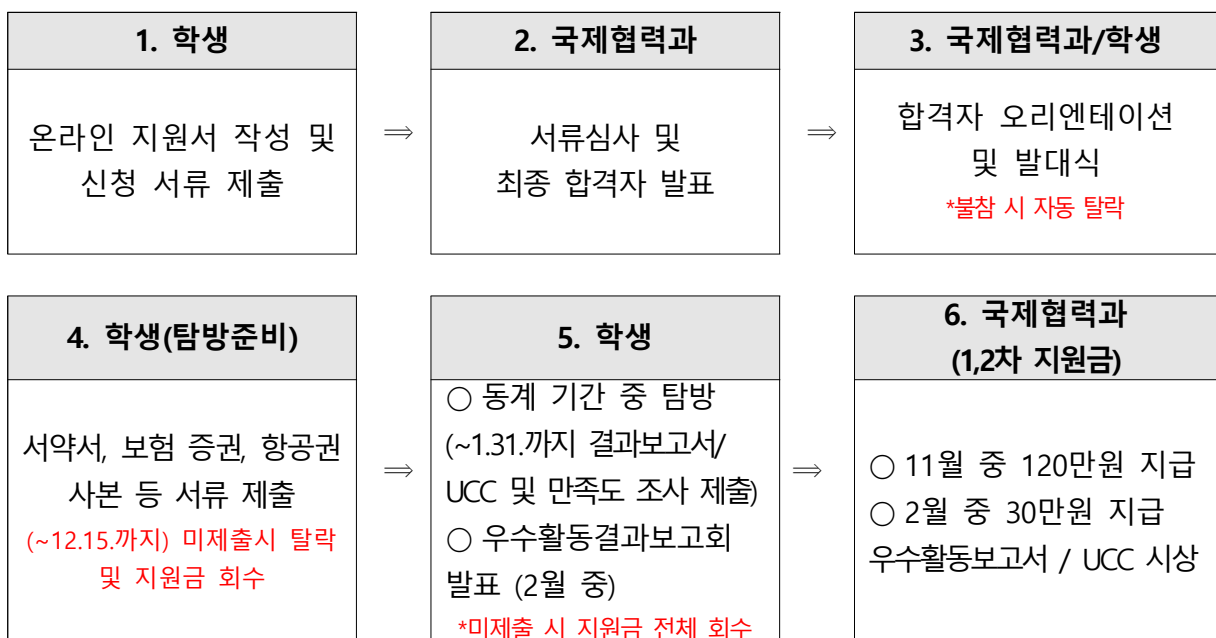 1. 학생
온라인 지원서 작성 및
신청 서류 제출
⇒
2. 국제협력과
서류심사 및
최종 합격자 발표
⇒
3. 국제협력과/학생
합격자 오리엔테이션
및 발대식
*불참 시 자동 탈락
4. 학생(탐방준비)
서약서, 보험 증권, 항공권
사본 등 서류 제출
(~12.15.까지) 미제출시 탈락
및 지원금 회수
⇒
5. 학생
○ 동계 기간 중 탐방
(~1.31.까지 결과보고서/
UCC 및 만족도 조사 제출)
○ 우수활동결과보고회
발표 (2월 중)
*미제출 시 지원금 전체 회수
⇒
6. 국제협력과
(1,2차 지원금)
○ 11월 중 120만원 지급
○ 2월 중 30만원 지급
우수활동보고서 / UCC 시상